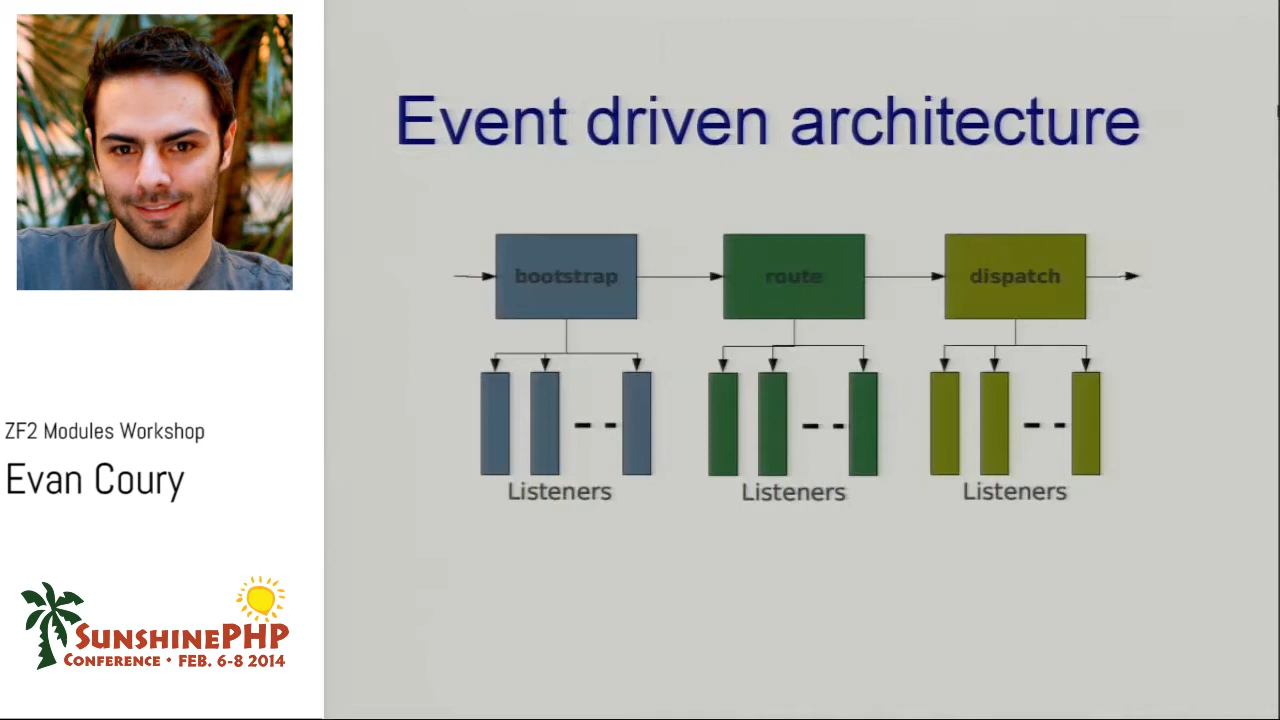 ZF2 Modules Workshop
Evan Coury
SUNSHINEPHP
CONFERENCE • FEB. 6-8 2014
Event driven architecture
bootstrap
route
dispatch
Listeners
Listeners
Listeners